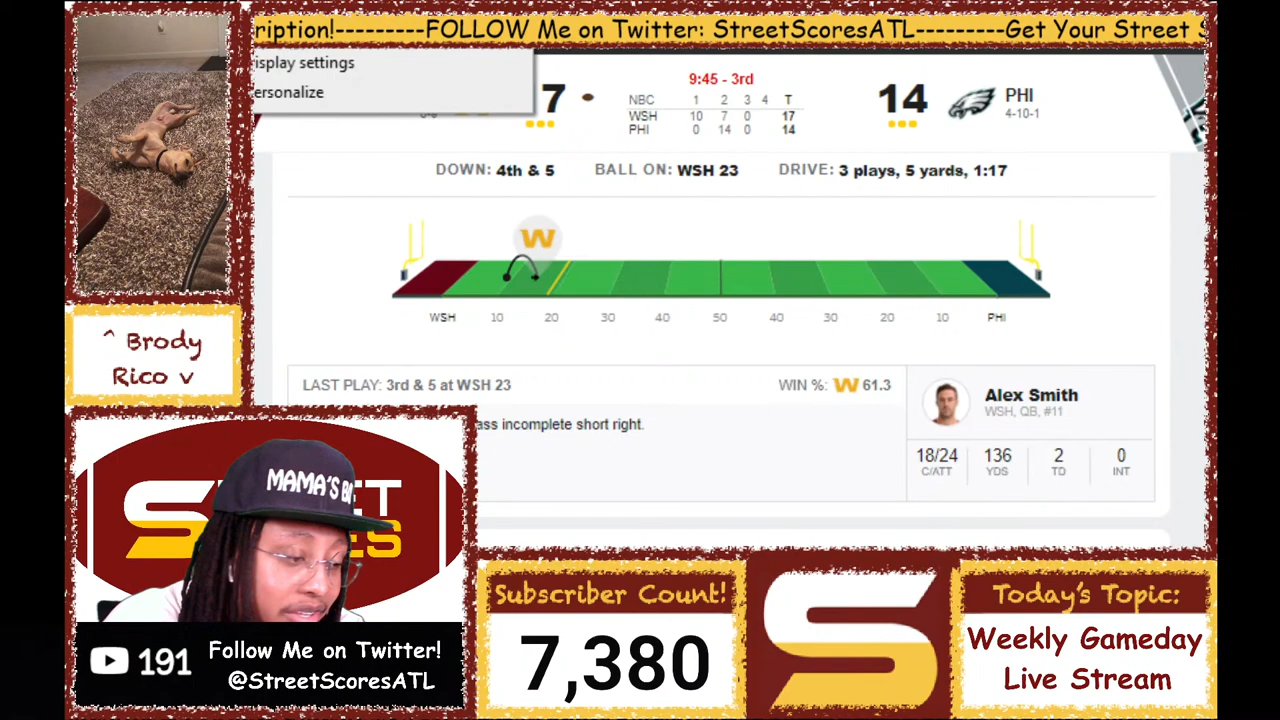 ription!---------FOLLOW Me on Twitter: StreetScoresATL---------Get Your Street S
isplay settings
ersonalize
7
9:45 - 3rd
NBC 1 2 3 4 T
WSH 10 7 0 17
PHI 0 14 0 14
14
PHI
4-10-1
DOWN: 4th & 5
BALL ON: WSH 23
DRIVE: 3 plays, 5 yards, 1:17
W
WSH 10 20 30 40 50 40 30 20 10 PHI
^ Brody
Rico v
LAST PLAY: 3rd & 5 at WSH 23
WIN %: W 61.3
ass incomplete short right.
Alex Smith
WSH, QB, #11
18/24 136 2 0
C/ATT YDS TD INT
MAMA'S BO
S
ET
ES
191
Follow Me on Twitter!
@StreetScoresATL
Subscriber Count!
7,380
S
Today's Topic:
Weekly Gameday
Live Stream